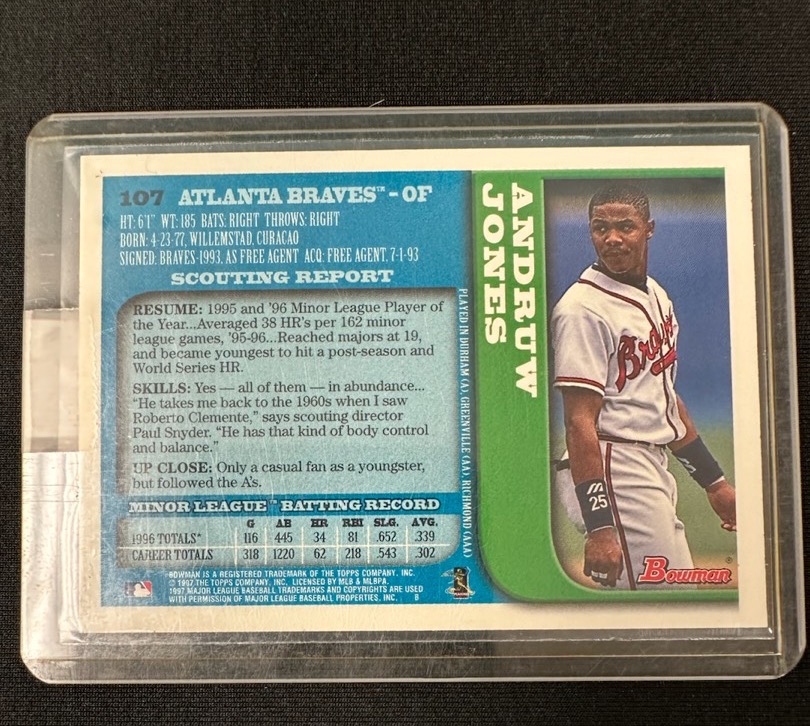 107 ATLANTA BRAVES™ - OF
HT: 6'1" WT: 185 BATS: RIGHT THROWS: RIGHT
BORN: 4-23-77, WILLEMSTAD, CURACAO
SIGNED: BRAVES-1993, AS FREE AGENT ACQ: FREE AGENT, 7-1-93
SCOUTING REPORT
RESUME: 1995 and '96 Minor League Player of
the Year...Averaged 38 HR's per 162 minor
league games, '95-96...Reached majors at 19,
and became youngest to hit a post-season and
World Series HR.
SKILLS: Yes — all of them — in abundance...
"He takes me back to the 1960s when I saw
Roberto Clemente," says scouting director
Paul Snyder. "He has that kind of body control
and balance."
UP CLOSE: Only a casual fan as a youngster,
but followed the A's.
MINOR LEAGUE™ BATTING RECORD
G AB HR RBI SLG. AVG.
1996 TOTALS* 116 445 34 81 .652 .339
CAREER TOTALS 318 1220 62 218 .543 .302
BOWMAN IS A REGISTERED TRADEMARK OF THE TOPPS COMPANY, INC.
© 1997 THE TOPPS COMPANY, INC. LICENSED BY MLB & MLBPA.
1997 MAJOR LEAGUE BASEBALL TRADEMARKS AND COPYRIGHTS ARE USED
WITH PERMISSION OF MAJOR LEAGUE BASEBALL PROPERTIES, INC. B
PLAYED IN DURHAM (A), GREENVILLE (AA), RICHMOND (AAA)
ANDRUW
JONES
Braves
25
Bowman®